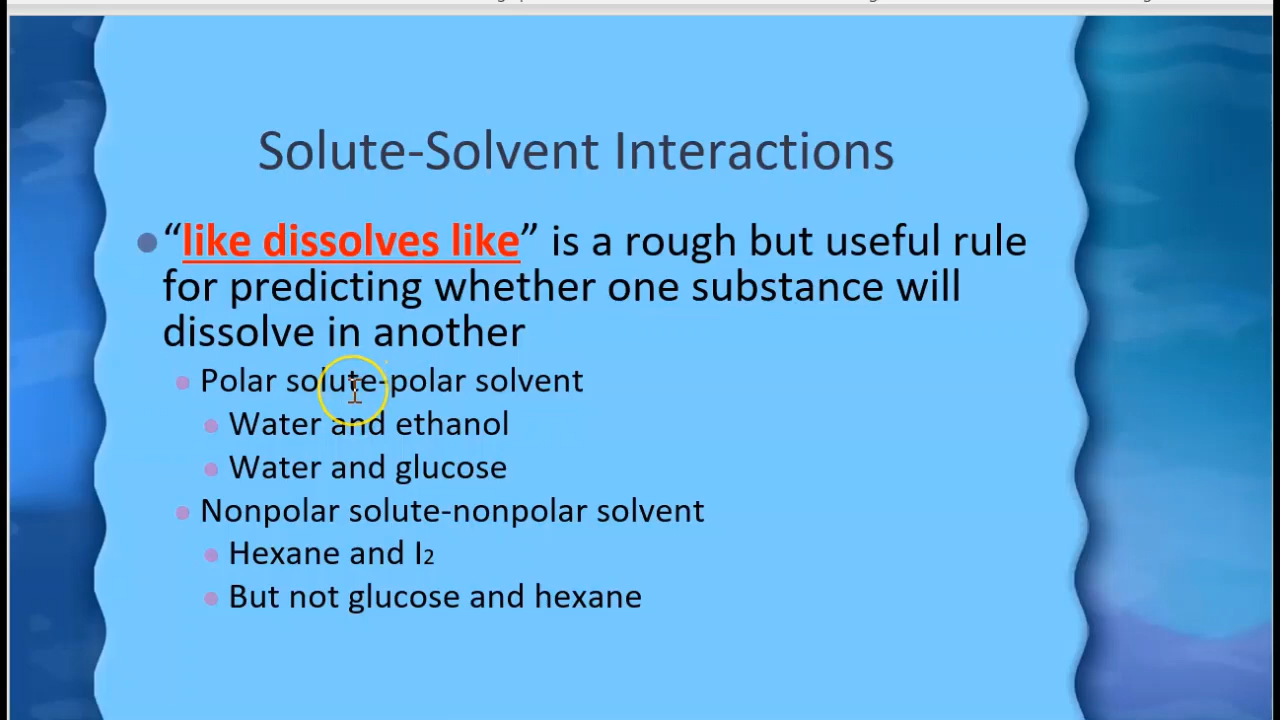 Solute-Solvent Interactions
“like dissolves like” is a rough but useful rule
for predicting whether one substance will
dissolve in another
Polar solute-polar solvent
Water and ethanol
Water and glucose
Nonpolar solute-nonpolar solvent
Hexane and I₂
But not glucose and hexane